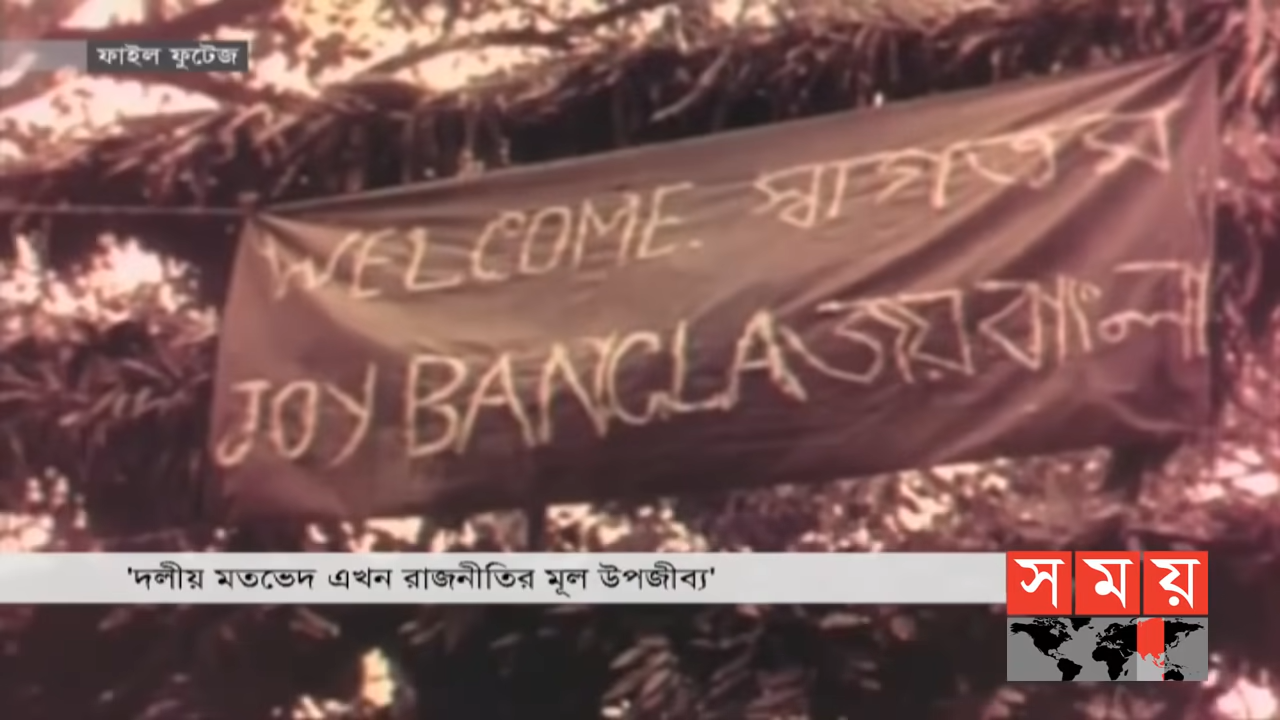 ফাইল ফুটেজ
WELCOME. স্বাগতম
JOY BANGLA জয় বাংলা
'দলীয় মতভেদ এখন রাজনীতির মূল উপজীব্য'
সময়